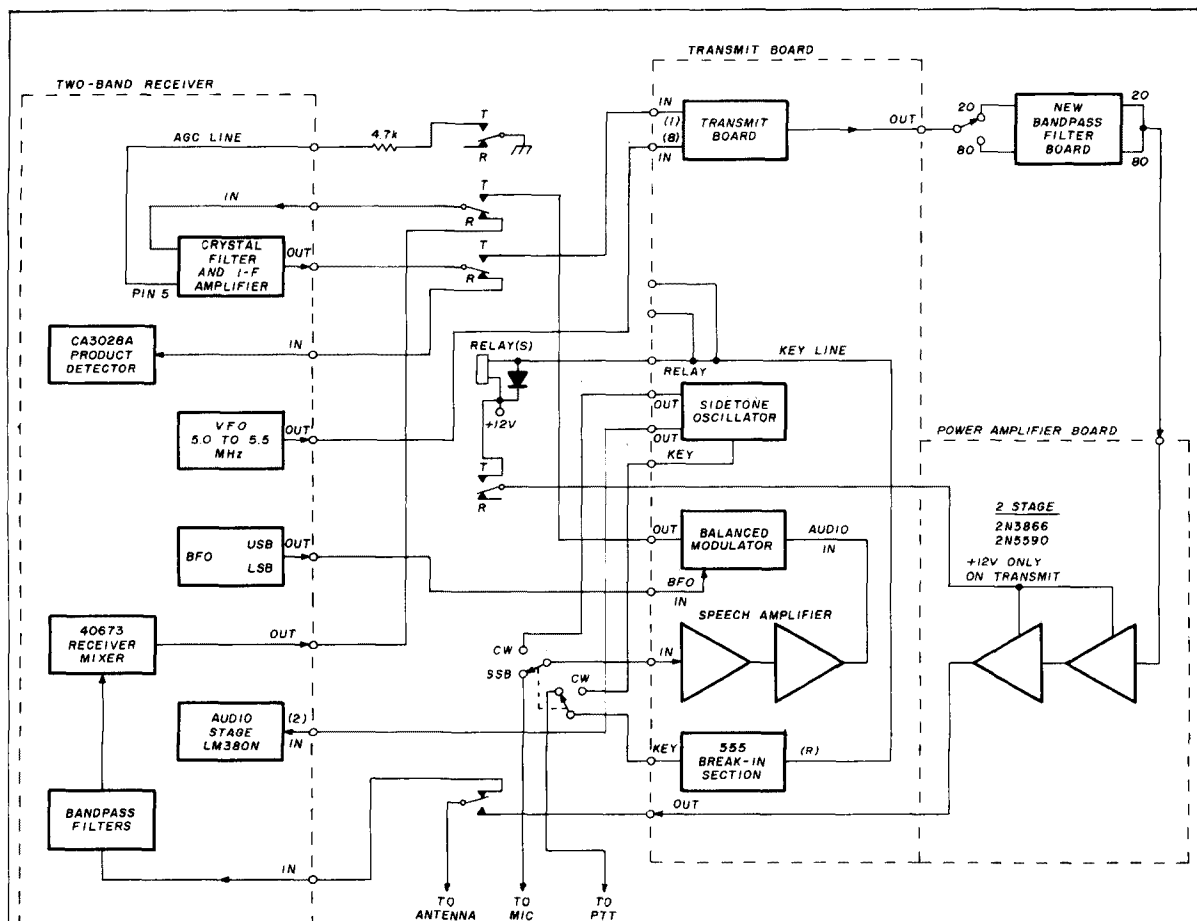 TRANSMIT BOARD
TWO-BAND RECEIVER
AGC LINE
4.7k
T
R
IN
(1)
(8)
IN
TRANSMIT
BOARD
OUT
20
80
NEW
BANDPASS
FILTER
BOARD
20
80
IN
T
R
CRYSTAL
FILTER
AND I-F
AMPLIFIER
OUT
PIN 5
T
R
CA3028A
PRODUCT
DETECTOR
IN
RELAY(S)
+12V
KEY LINE
RELAY
SIDETONE
OSCILLATOR
OUT
OUT
KEY
VFO
5.0 TO 5.5
MHz
OUT
T
R
POWER AMPLIFIER BOARD
2 STAGE
2N3866
2N5590
+12V ONLY
ON TRANSMIT
BFO
USB
LSB
OUT
OUT
BALANCED
MODULATOR
AUDIO
IN
BFO
IN
SPEECH AMPLIFIER
40673
RECEIVER
MIXER
OUT
CW
SSB
IN
CW
AUDIO
STAGE
LM380N
(2)
IN
KEY
555
BREAK-IN
SECTION
(R)
OUT
BANDPASS
FILTERS
IN
TO
ANTENNA
TO
MIC
TO
PTT